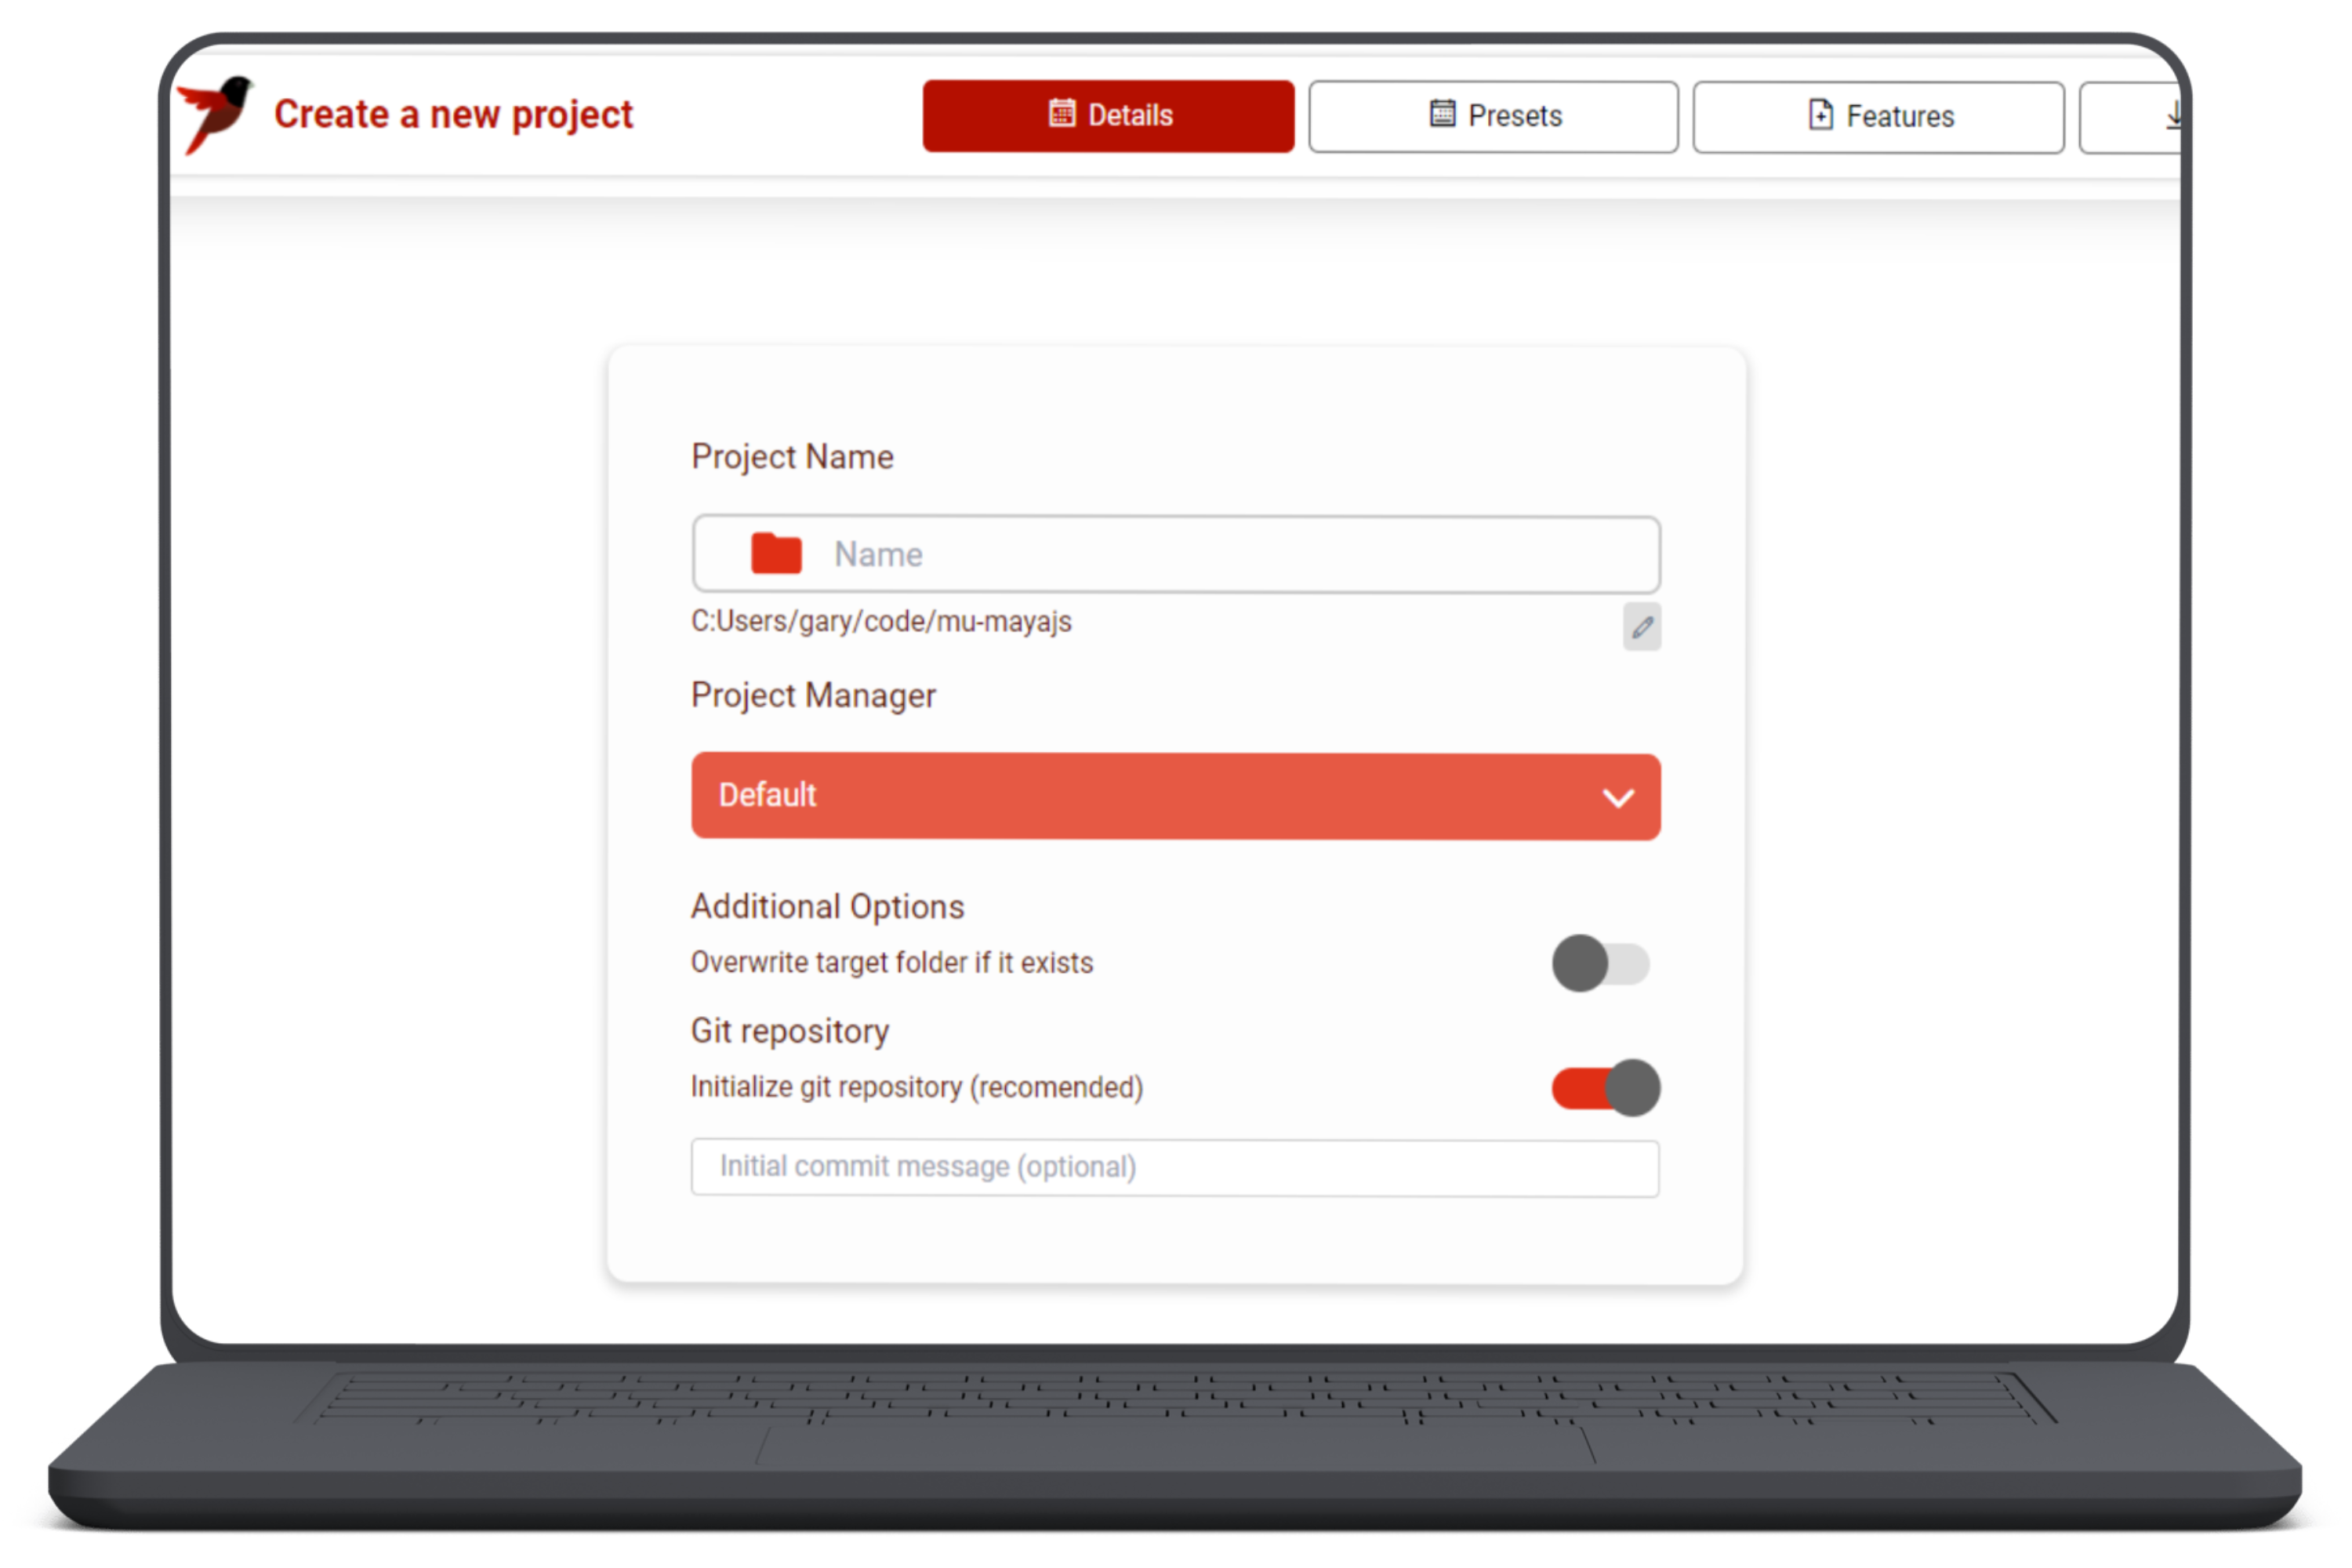 Create a new project
Details
Presets
Features
Project Name
Name
C:Users/gary/code/mu-mayajs
Project Manager
Default
Additional Options
Overwrite target folder if it exists
Git repository
Initialize git repository (recomended)
Initial commit message (optional)